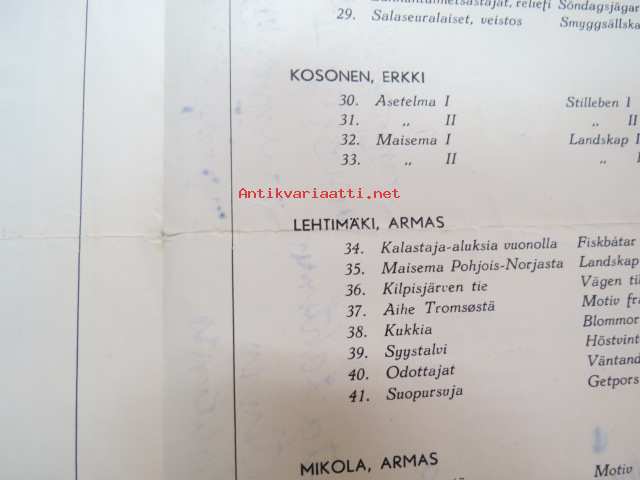 reliefi Söndagsjägar
29. Salaseuralaiset, veistos Smyggsällska
KOSONEN, ERKKI
30. Asetelma I Stilleben I
31. „ II „ II
32. Maisema I Landskap I
33. „ II „
Antikvariaatti.net
LEHTIMÄKI, ARMAS
34. Kalastaja-aluksia vuonolla Fiskbåtar
35. Maisema Pohjois-Norjasta Landskap
36. Kilpisjärven tie Vägen til
37. Aihe Tromsøstä Motiv fr
38. Kukkia Blommor
39. Syystalvi Höstvint
40. Odottajat Väntand
41. Suopursuja Getpors
MIKOLA, ARMAS
Motiv